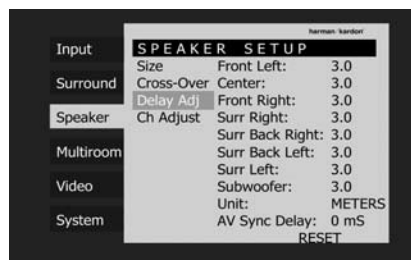 harman/kardon
Input
Surround
Speaker
Multiroom
Video
System
SPEAKER SETUP
Size
Cross-Over
Delay Adj
Ch Adjust
Front Left: 3.0
Center: 3.0
Front Right: 3.0
Surr Right: 3.0
Surr Back Right: 3.0
Surr Back Left: 3.0
Surr Left: 3.0
Subwoofer: 3.0
Unit: METERS
AV Sync Delay: 0 mS
RESET